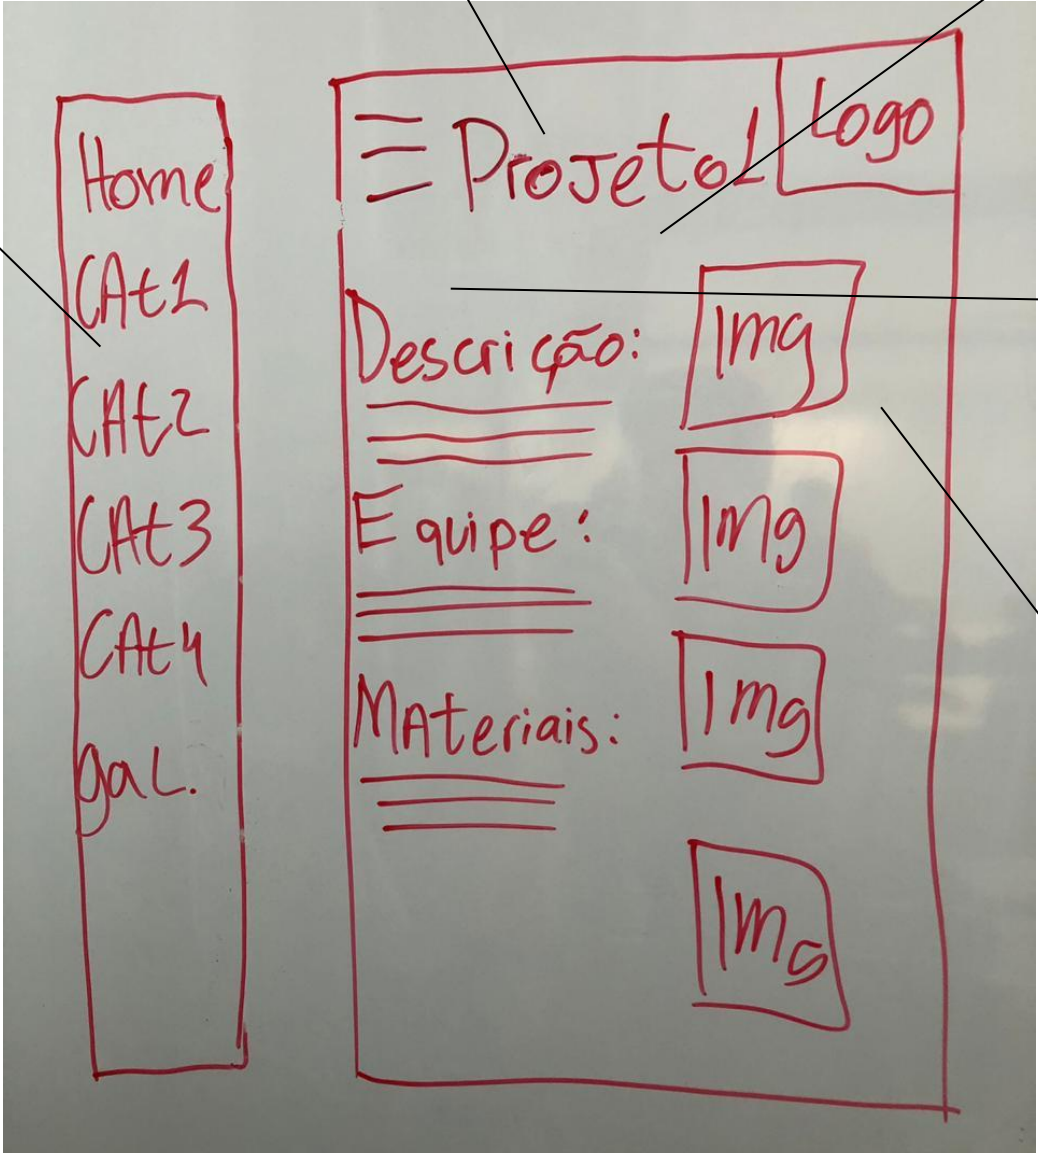 Home
CAt1
CAt2
CAt3
CAt4
gaL.
Projeto1
Logo
Descrição:
Img
Equipe:
Img
MAteriais:
Img
Img